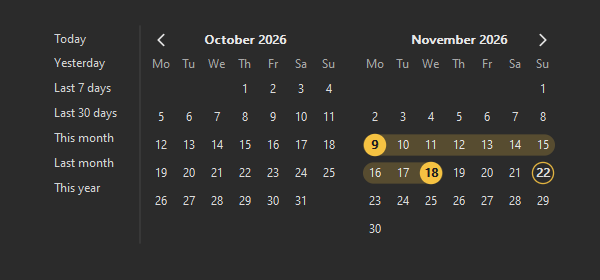 Today
Yesterday
Last 7 days
Last 30 days
This month
Last month
This year
October 2026
Mo Tu We Th Fr Sa Su
1 2 3 4
5 6 7 8 9 10 11
12 13 14 15 16 17 18
19 20 21 22 23 24 25
26 27 28 29 30 31
November 2026
Mo Tu We Th Fr Sa Su
1
2 3 4 5 6 7 8
9 10 11 12 13 14 15
16 17 18 19 20 21 22
23 24 25 26 27 28 29
30